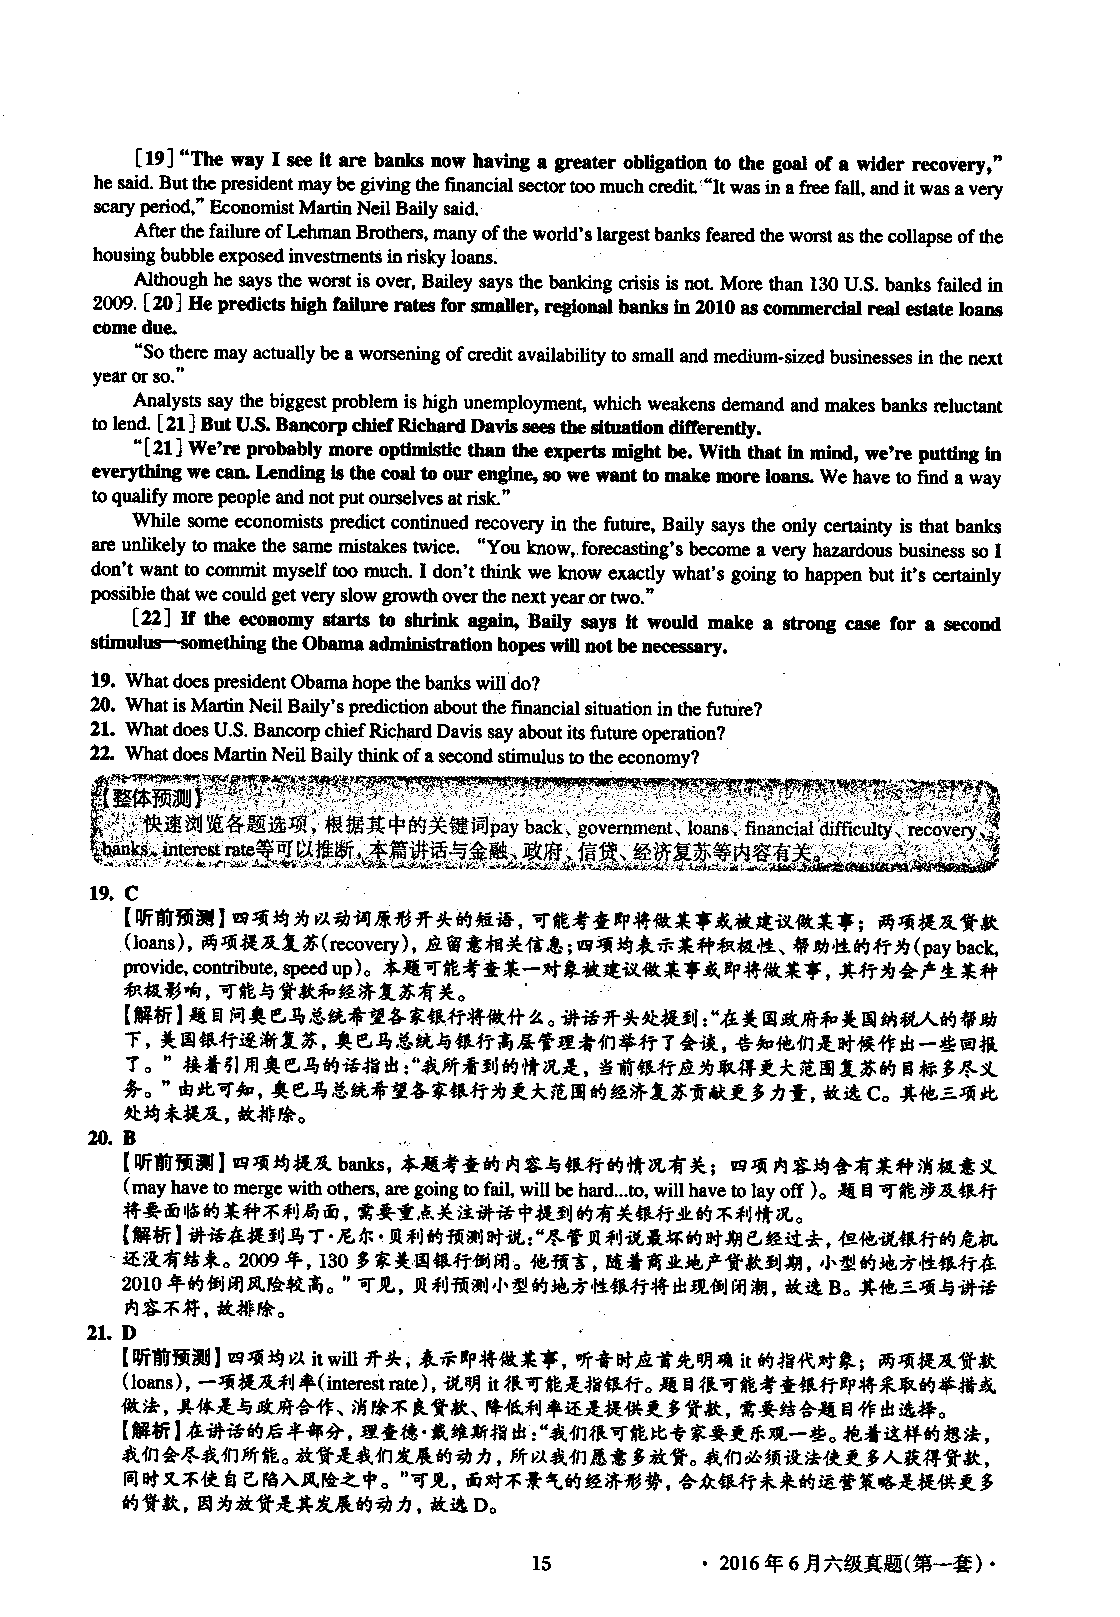 [19] “The way I see it are banks now having a greater obligation to the goal of a wider recovery,”
he said. But the president may be giving the financial sector too much credit. “It was in a free fall, and it was a very
scary period,” Economist Martin Neil Baily said.
After the failure of Lehman Brothers, many of the world’s largest banks feared the worst as the collapse of the
housing bubble exposed investments in risky loans.
Although he says the worst is over, Bailey says the banking crisis is not. More than 130 U.S. banks failed in
2009. [20] He predicts high failure rates for smaller, regional banks in 2010 as commercial real estate loans
come due.
“So there may actually be a worsening of credit availability to small and medium-sized businesses in the next
year or so.”
Analysts say the biggest problem is high unemployment, which weakens demand and makes banks reluctant
to lend. [21] But U.S. Bancorp chief Richard Davis sees the situation differently.
“[21] We’re probably more optimistic than the experts might be. With that in mind, we’re putting in
everything we can. Lending is the coal to our engine, so we want to make more loans. We have to find a way
to qualify more people and not put ourselves at risk.”
While some economists predict continued recovery in the future, Baily says the only certainty is that banks
are unlikely to make the same mistakes twice. “You know, forecasting’s become a very hazardous business so I
don’t want to commit myself too much. I don’t think we know exactly what’s going to happen but it’s certainly
possible that we could get very slow growth over the next year or two.”
[22] If the economy starts to shrink again, Baily says it would make a strong case for a second
stimulus—something the Obama administration hopes will not be necessary.
19. What does president Obama hope the banks will do?
20. What is Martin Neil Baily’s prediction about the financial situation in the future?
21. What does U.S. Bancorp chief Richard Davis say about its future operation?
22. What does Martin Neil Baily think of a second stimulus to the economy?
【整体预测】
快速浏览各题选项，根据其中的关键词pay back、government、loans、financial difficulty、recovery、
banks、interest rate等可以推断，本篇讲话与金融、政府、信贷、经济复苏等内容有关。
19. C
【听前预测】四项均为以动词原形开头的短语，可能考查即将做某事或被建议做某事；两项提及贷款
(loans)，两项提及复苏(recovery)，应留意相关信息；四项均表示某种积极性、帮助性的行为(pay back,
provide, contribute, speed up)。本题可能考查某一对象被建议做某事或即将做某事，其行为会产生某种
积极影响，可能与贷款和经济复苏有关。
【解析】题目问奥巴马总统希望各家银行将做什么。讲话开头处提到：“在美国政府和美国纳税人的帮助
下，美国银行逐渐复苏，奥巴马总统与银行高层管理者们举行了会谈，告知他们是时候作出一些回报
了。” 接着引用奥巴马的话指出：“我所看到的情况是，当前银行应为取得更大范围复苏的目标多尽义
务。”由此可知，奥巴马总统希望各家银行为更大范围的经济复苏贡献更多力量，故选C。其他三项此
处均未提及，故排除。
20. B
【听前预测】四项均提及 banks，本题考查的内容与银行的情况有关；四项内容均含有某种消极意义
(may have to merge with others, are going to fail, will be hard...to, will have to lay off )。题目可能涉及银行
将要面临的某种不利局面，需要重点关注讲话中提到的有关银行业的不利情况。
【解析】讲话在提到马丁·尼尔·贝利的预测时说：“尽管贝利说最坏的时期已经过去，但他说银行的危机
还没有结束。2009 年，130 多家美国银行倒闭。他预言，随着商业地产贷款到期，小型的地方性银行在
2010 年的倒闭风险较高。”可见，贝利预测小型的地方性银行将出现倒闭潮，故选 B。其他三项与讲话
内容不符，故排除。
21. D
【听前预测】四项均以 it will 开头，表示即将做某事，听音时应首先明确 it 的指代对象；两项提及贷款
(loans)，一项提及利率(interest rate)，说明 it 很可能是指银行。题目很可能考查银行即将采取的举措或
做法，具体是与政府合作、消除不良贷款、降低利率还是提供更多贷款，需要结合题目作出选择。
【解析】在讲话的后半部分，理查德·戴维斯指出：“我们很可能比专家要更乐观一些。抱着这样的想法，
我们会尽我们所能。放贷是我们发展的动力，所以我们愿意多放贷。我们必须设法使更多人获得贷款，
同时又不使自己陷入风险之中。”可见，面对不景气的经济形势，合众银行未来的运营策略是提供更多
的贷款，因为放贷是其发展的动力，故选 D。
15
·2016 年 6 月六级真题(第一套)·